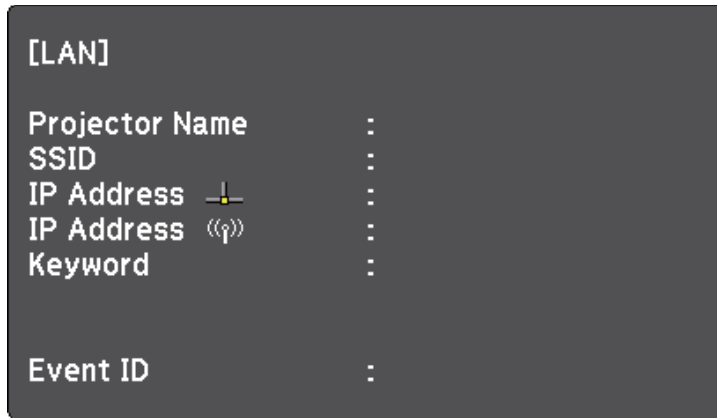 [LAN]
Projector Name :
SSID :
IP Address :
IP Address :
Keyword :
Event ID :